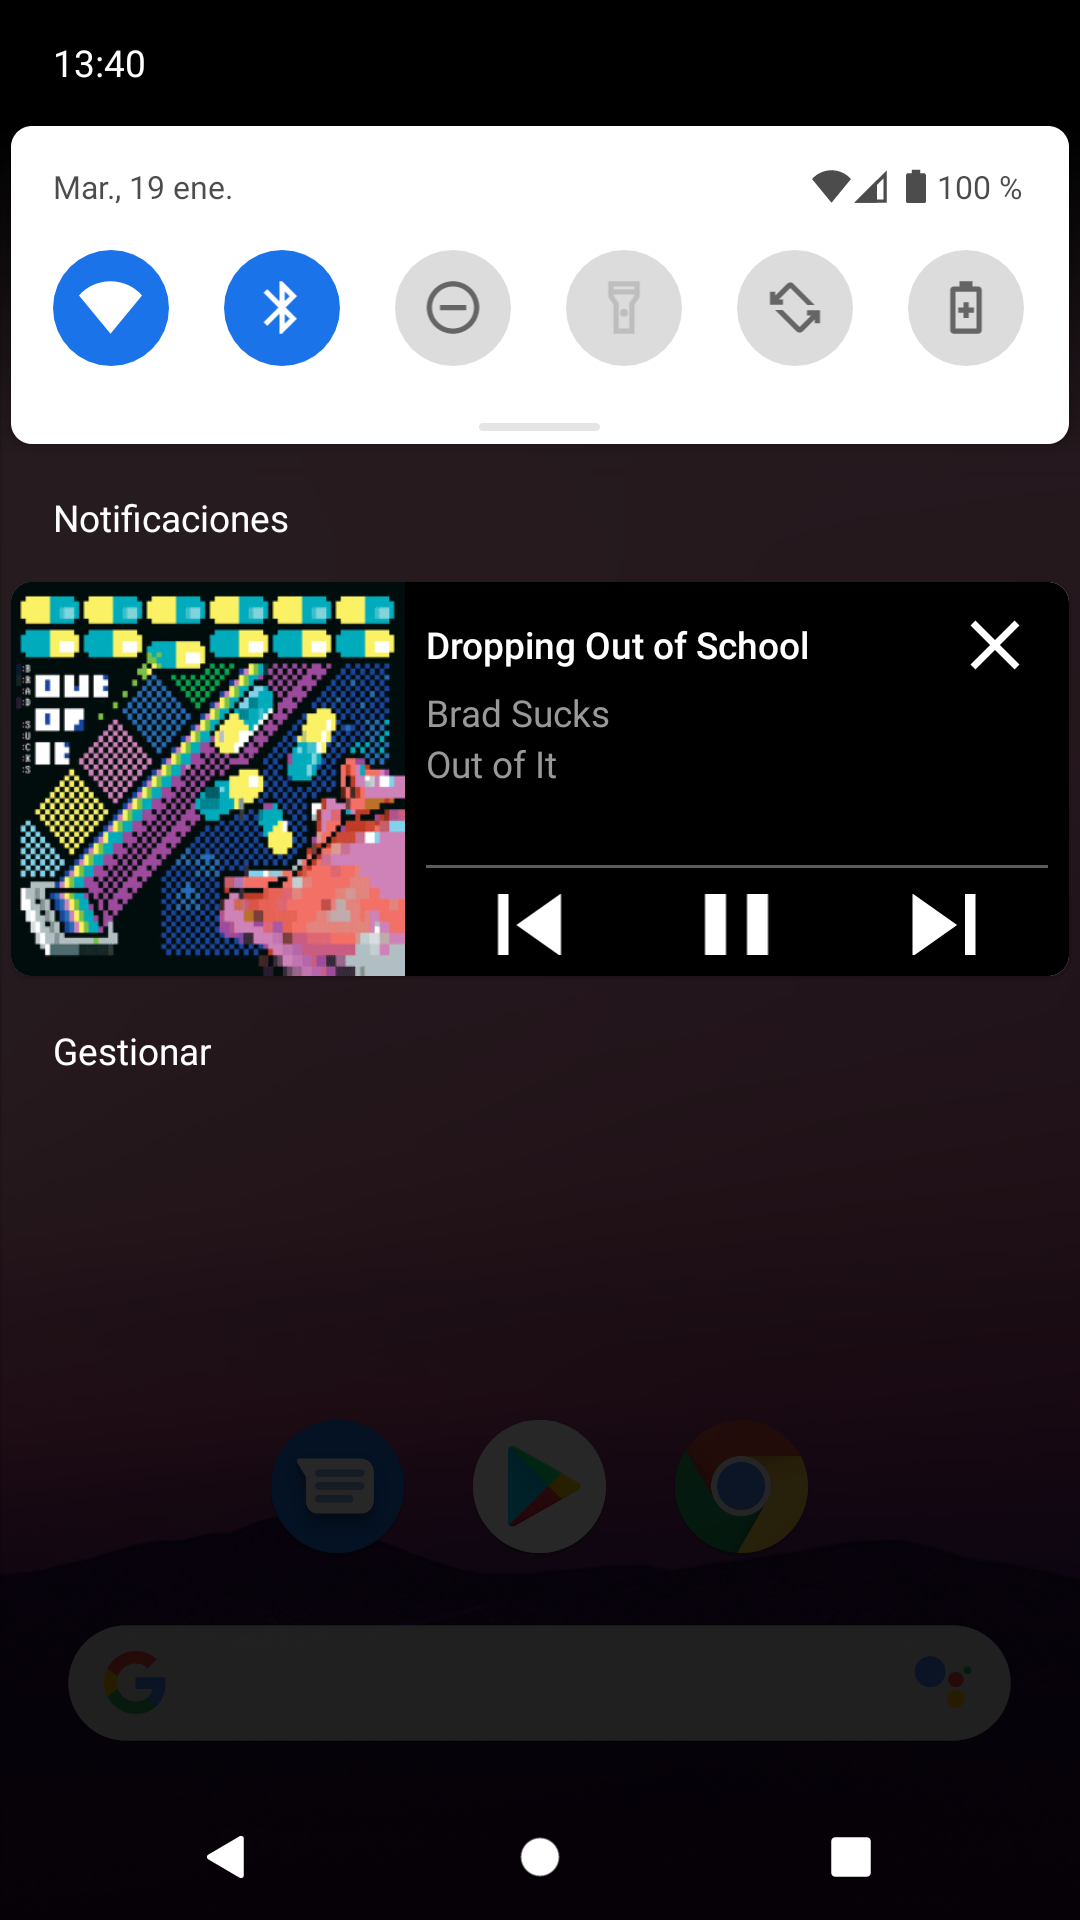 13:40
Mar., 19 ene.
100 %
Notificaciones
OUT
OF
IT
Dropping Out of School
Brad Sucks
Out of It
Gestionar